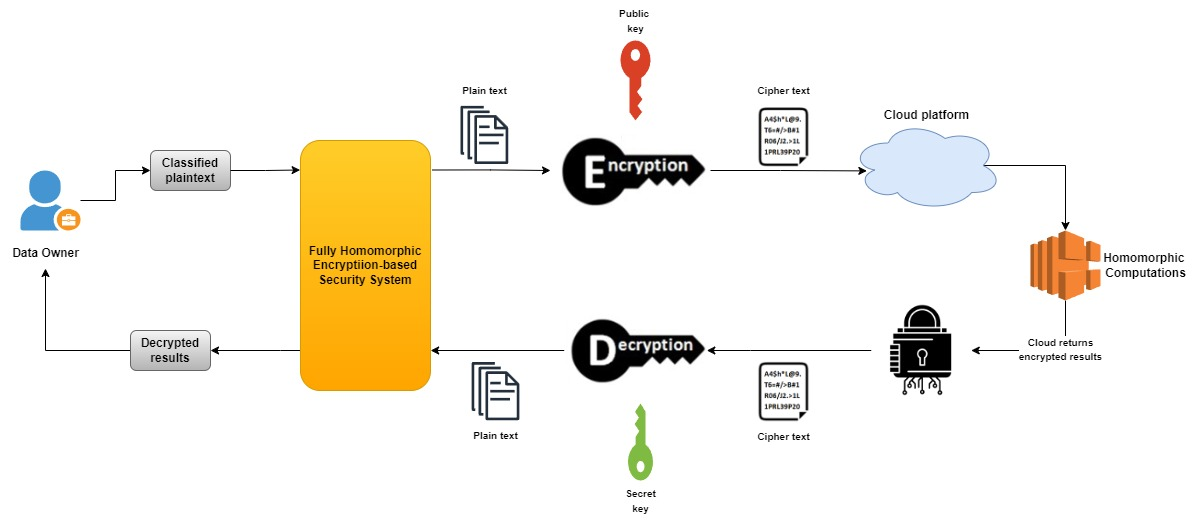 Public
key
Plain text
Cipher text
A4$h*L@9.
T6=#/>B#1
R06/J2.>1L
1PRL39P20
Cloud platform
Encryption
Classified
plaintext
Data Owner
Fully Homomorphic
Encryptiion-based
Security System
Homomorphic
Computations
Decrypted
results
Decryption
Cloud returns
encrypted results
A4$h*L@9.
T6=#/>B#1
R06/J2.>1L
1PRL39P20
Plain text
Cipher text
Secret
key